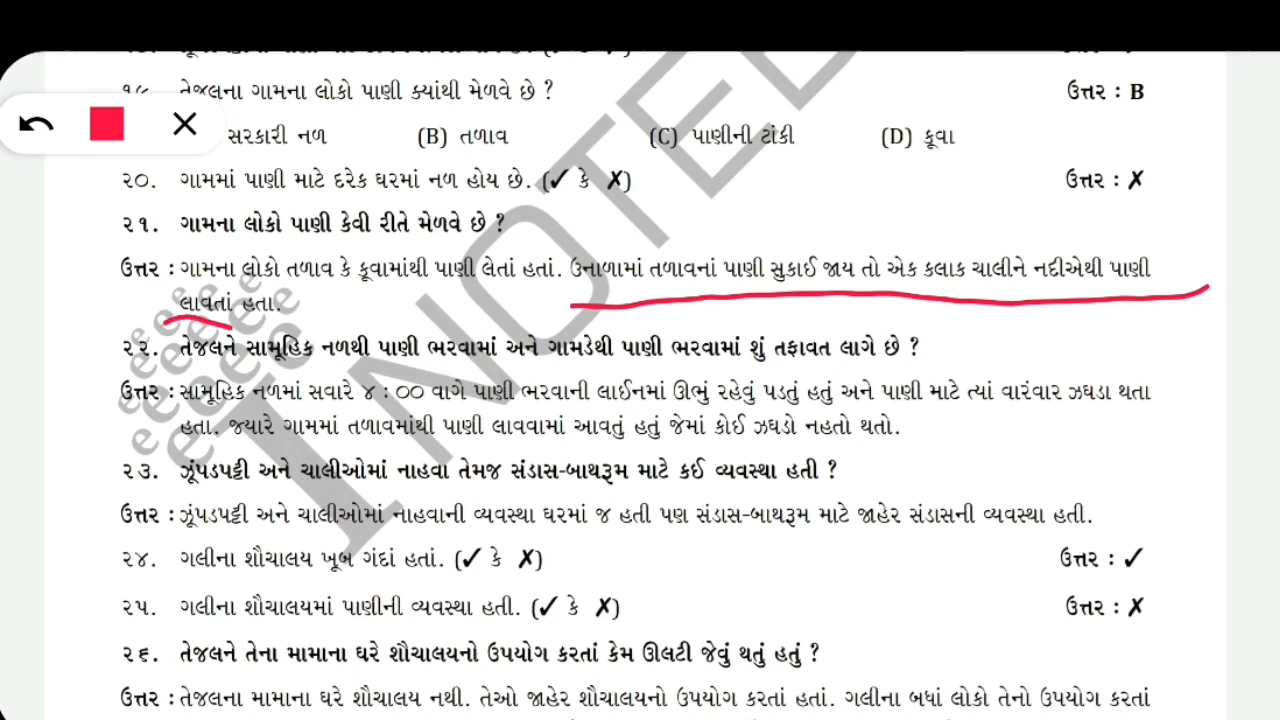 ૧૯. તેજલના ગામના લોકો પાણી ક્યાંથી મેળવે છે ? ઉત્તર : B
સરકારી નળ (B) તળાવ (C) પાણીની ટાંકી (D) કૂવા
૨૦. ગામમાં પાણી માટે દરેક ઘરમાં નળ હોય છે. (✓ કે ✗) ઉત્તર : ✗
૨૧. ગામના લોકો પાણી કેવી રીતે મેળવે છે ?
ઉત્તર : ગામના લોકો તળાવ કે કૂવામાંથી પાણી લેતાં હતાં. ઉનાળામાં તળાવનાં પાણી સુકાઈ જાય તો એક કલાક ચાલીને નદીએથી પાણી
લાવતાં હતા.
૨૨. તેજલને સામૂહિક નળથી પાણી ભરવામાં અને ગામડેથી પાણી ભરવામાં શું તફાવત લાગે છે ?
ઉત્તર : સામૂહિક નળમાં સવારે ૪ : ૦૦ વાગે પાણી ભરવાની લાઈનમાં ઊભું રહેવું પડતું હતું અને પાણી માટે ત્યાં વારંવાર ઝઘડા થતા
હતા. જ્યારે ગામમાં તળાવમાંથી પાણી લાવવામાં આવતું હતું જેમાં કોઈ ઝઘડો નહતો થતો.
૨૩. ઝૂંપડપટ્ટી અને ચાલીઓમાં નાહવા તેમજ સંડાસ-બાથરૂમ માટે કઈ વ્યવસ્થા હતી ?
ઉત્તર : ઝૂંપડપટ્ટી અને ચાલીઓમાં નાહવાની વ્યવસ્થા ઘરમાં જ હતી પણ સંડાસ-બાથરૂમ માટે જાહેર સંડાસની વ્યવસ્થા હતી.
૨૪. ગલીના શૌચાલય ખૂબ ગંદાં હતાં. (✓ કે ✗) ઉત્તર : ✓
૨૫. ગલીના શૌચાલયમાં પાણીની વ્યવસ્થા હતી. (✓ કે ✗) ઉત્તર : ✗
૨૬. તેજલને તેના મામાના ઘરે શૌચાલયનો ઉપયોગ કરતાં કેમ ઊલટી જેવું થતું હતું ?
ઉત્તર : તેજલના મામાના ઘરે શૌચાલય નથી. તેઓ જાહેર શૌચાલયનો ઉપયોગ કરતાં હતાં. ગલીના બધાં લોકો તેનો ઉપયોગ કરતાં